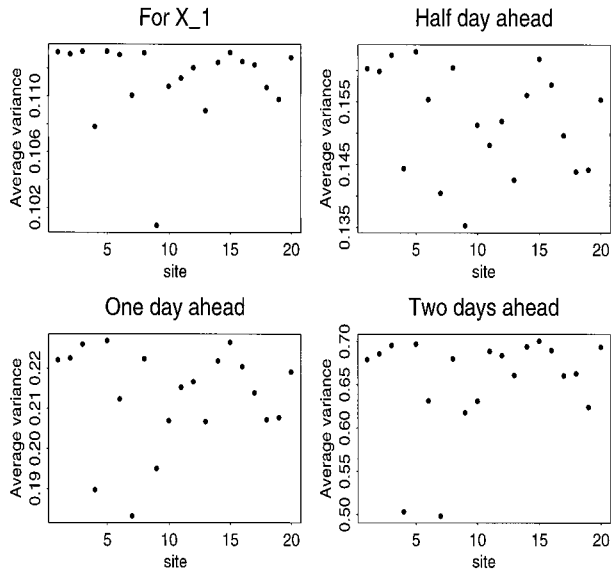 For X_1
Average variance
0.102 0.106 0.110
5 10 15 20
site
Half day ahead
Average variance
0.135 0.145 0.155
5 10 15 20
site
One day ahead
Average variance
0.19 0.20 0.21 0.22
5 10 15 20
site
Two days ahead
Average variance
0.50 0.55 0.60 0.65 0.70
5 10 15 20
site